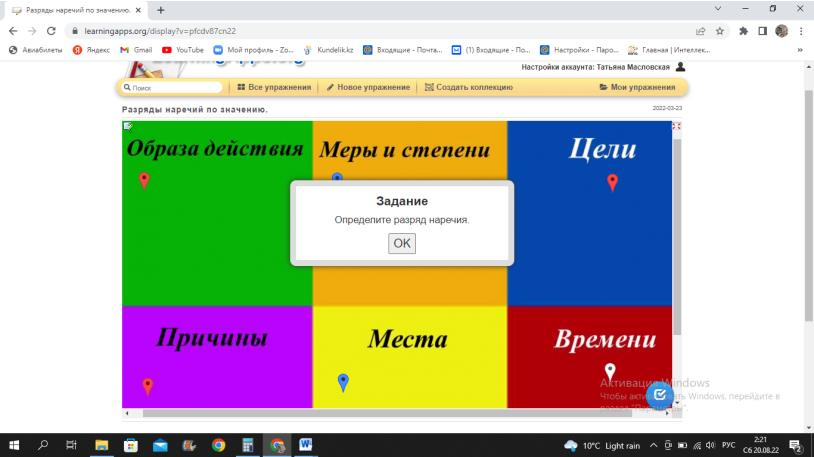 Разряды наречий по значению.
learningapps.org/display?v=pfcdv87cn22
Авиабилеты Яндекс Gmail YouTube Мой профиль - Zo... Kundelik.kz Входящие - Почта... (1) Входящие - По... Настройки - Паро... Главная | Интеллек...
Настройки аккаунта: Татьяна Масловская
Поиск Все упражнения Новое упражнение Создать коллекцию Мои упражнения
Разряды наречий по значению. 2022-03-23
Образа действия Меры и степени Цели
Задание
Определите разряд наречия.
OK
Причины Места Времени
Активация Windows
Чтобы активировать Windows, перейдите в
10°C Light rain РУС 2:21
Сб 20.08.22 2